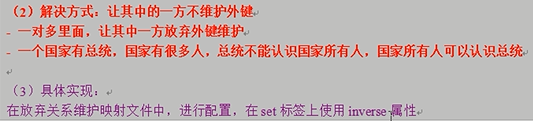 （2）解决方式：让其中的一方不维护外键
- 一对多里面，让其中一方放弃外键维护
- 一个国家有总统，国家有很多人，总统不能认识国家所有人，国家所有人可以认识总统
（3）具体实现：
在放弃关系维护映射文件中，进行配置，在 set 标签上使用 inverse 属性